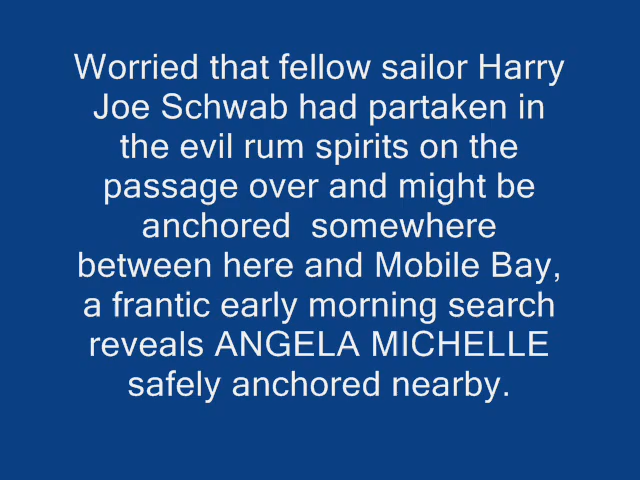 Worried that fellow sailor Harry
Joe Schwab had partaken in
the evil rum spirits on the
passage over and might be
anchored  somewhere
between here and Mobile Bay,
a frantic early morning search
reveals ANGELA MICHELLE
safely anchored nearby.